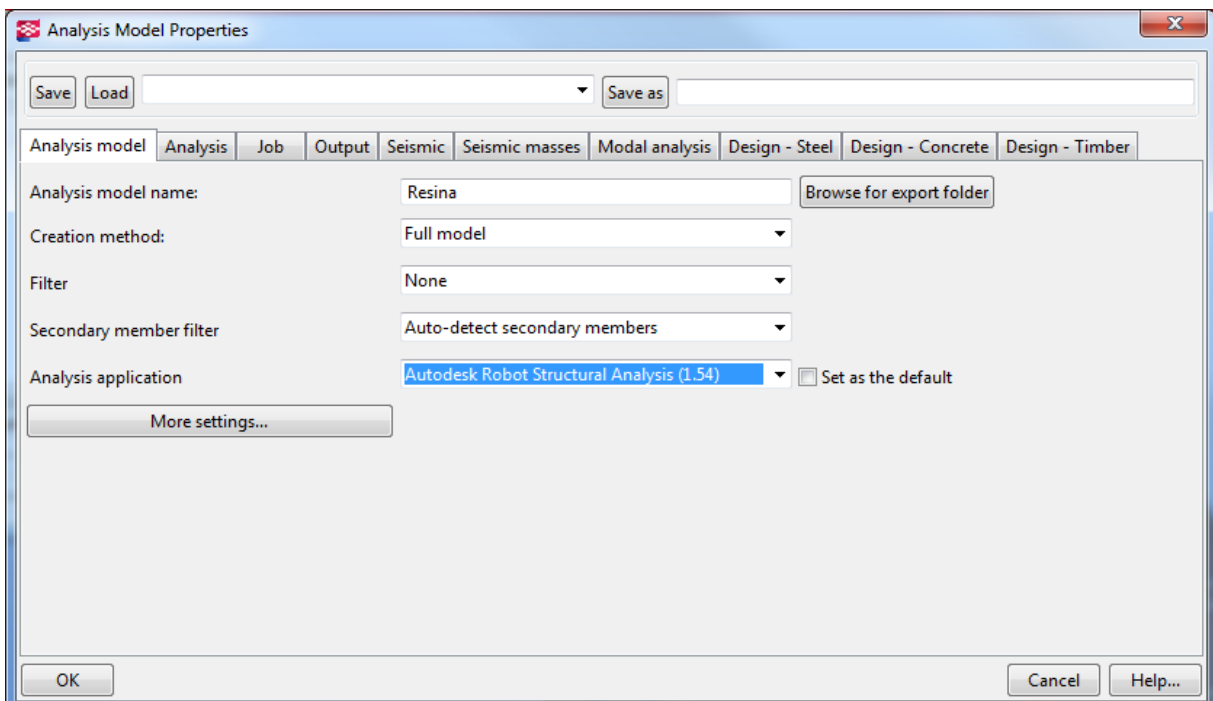 Analysis Model Properties
Save Load Save as
Analysis model Analysis Job Output Seismic Seismic masses Modal analysis Design - Steel Design - Concrete Design - Timber
Analysis model name: Resina Browse for export folder
Creation method: Full model
Filter None
Secondary member filter Auto-detect secondary members
Analysis application Autodesk Robot Structural Analysis (1.54) Set as the default
More settings...
OK Cancel Help...